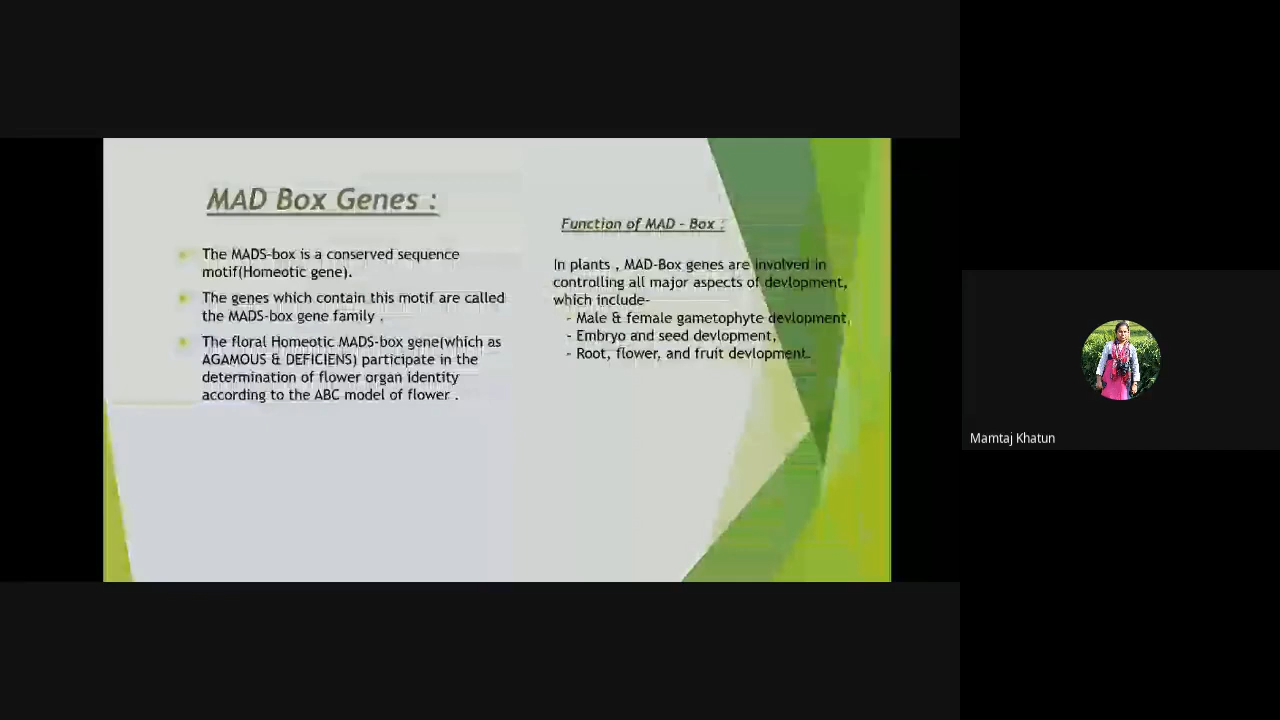 MAD Box Genes :
The MADS-box is a conserved sequence
motif(Homeotic gene).
The genes which contain this motif are called
the MADS-box gene family .
The floral Homeotic MADS-box gene(which as
AGAMOUS & DEFICIENS) participate in the
determination of flower organ identity
according to the ABC model of flower .
Function of MAD - Box :
In plants , MAD-Box genes are involved in
controlling all major aspects of devlopment,
which include-
- Male & female gametophyte devlopment,
- Embryo and seed devlopment,
- Root, flower, and fruit devlopment.
Mamtaj Khatun